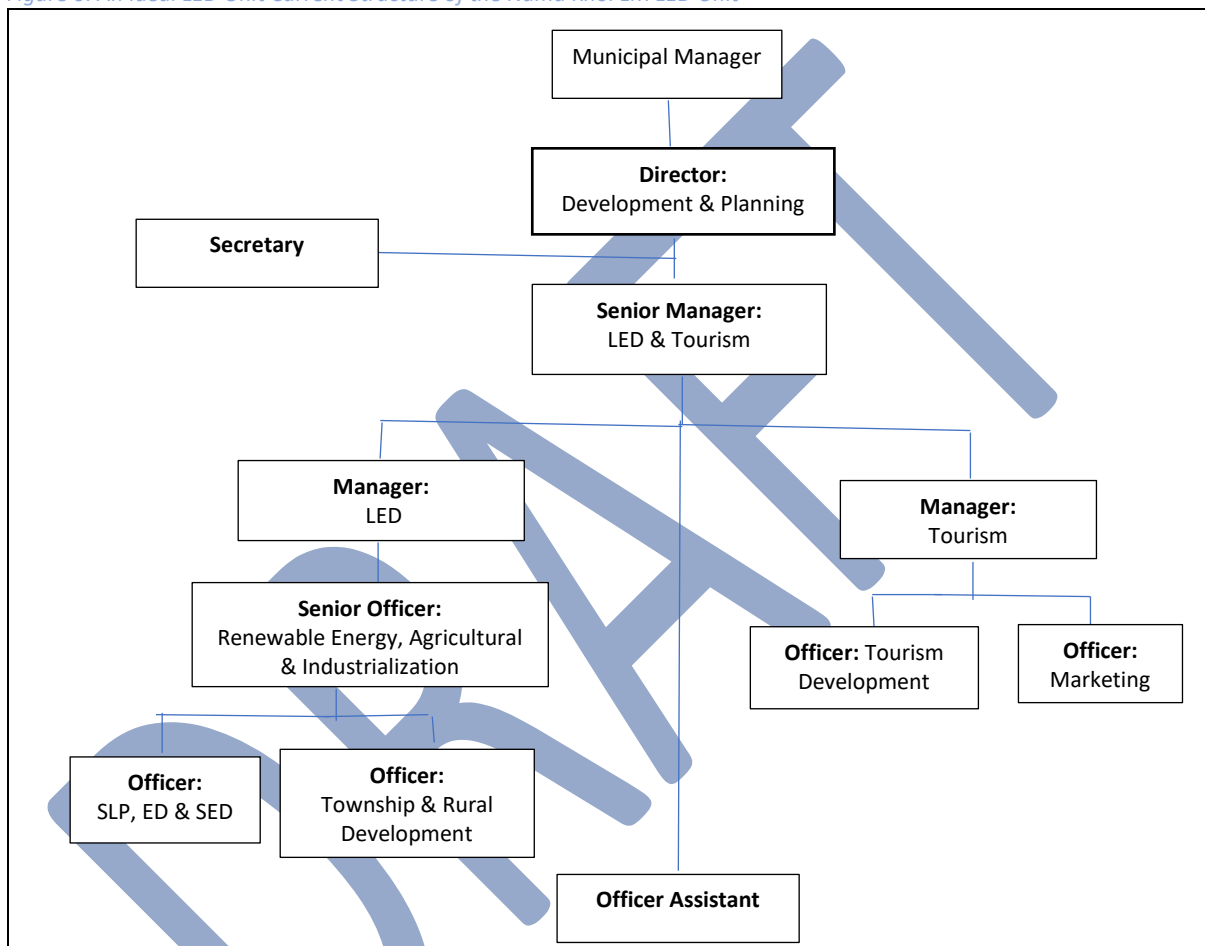 Municipal Manager
Director:
Development & Planning
Secretary
Senior Manager:
LED & Tourism
Manager:
LED
Manager:
Tourism
Senior Officer:
Renewable Energy, Agricultural
& Industrialization
Officer: Tourism
Development
Officer:
Marketing
Officer:
SLP, ED & SED
Officer:
Township & Rural
Development
Officer Assistant
DRAFT